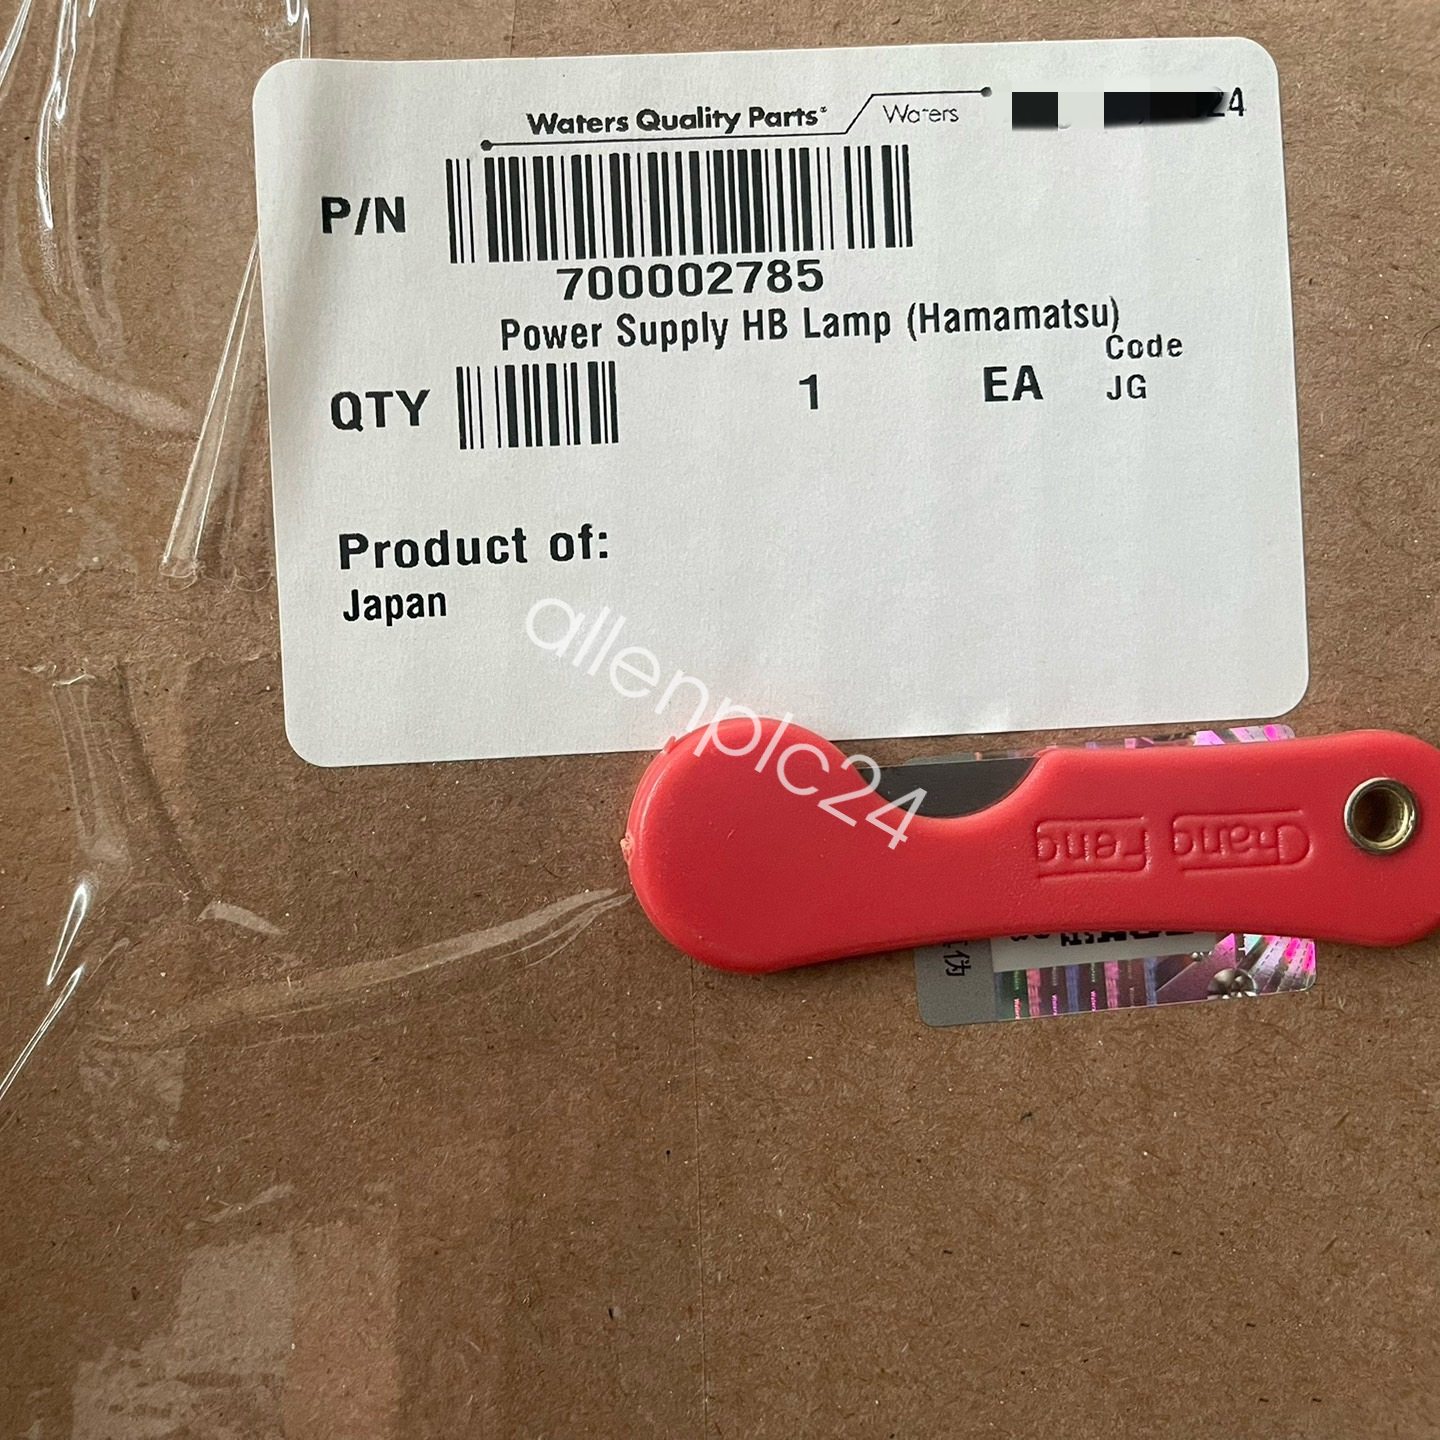 Waters Quality Parts®
Waters
24
P/N
700002785
Power Supply HB Lamp (Hamamatsu)
Code
QTY 1 EA JG
Product of:
Japan
allenplc24
Chang Feng
伪